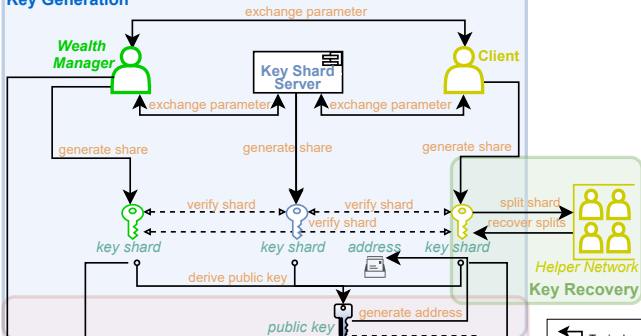 Key Generation
exchange parameter
Wealth
Manager
Key Shard
Server
Client
exchange parameter
exchange parameter
generate share
generate share
generate share
verify shard
verify shard
split shard
verify shard
recover splits
key shard
key shard
address
key shard
Helper Network
derive public key
Key Recovery
generate address
public key